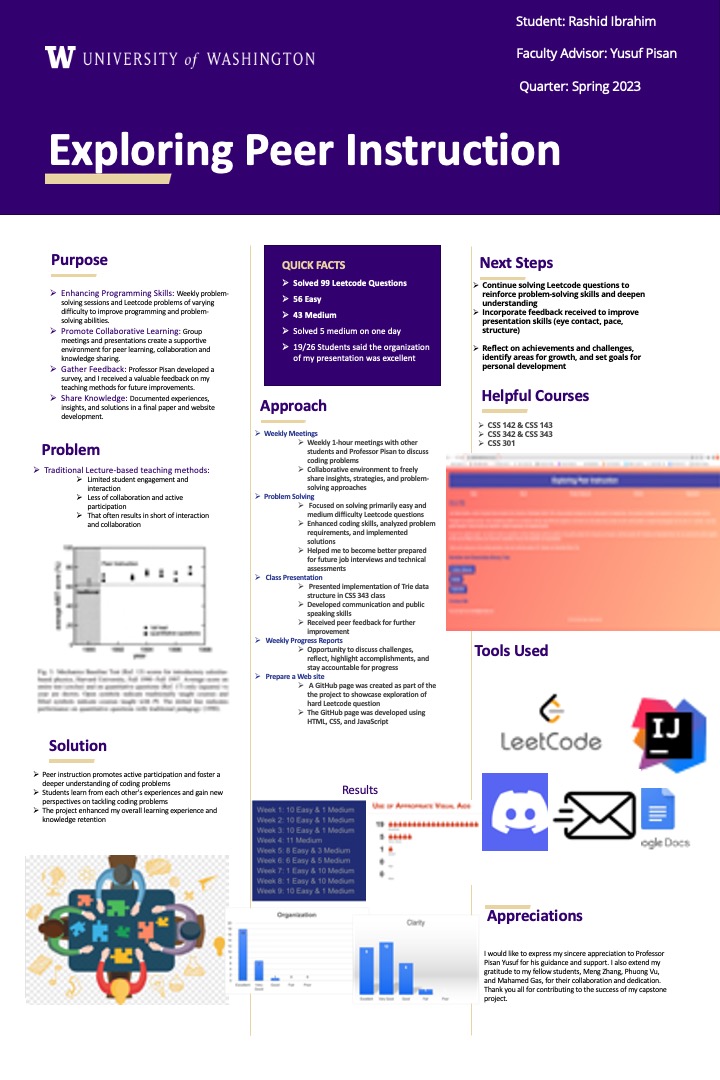 Student: Rashid Ibrahim
Faculty Advisor: Yusuf Pisan
Quarter: Spring 2023
W UNIVERSITY of WASHINGTON
Exploring Peer Instruction
Purpose
Enhancing Programming Skills: Weekly problem-
solving sessions and Leetcode problems of varying
difficulty to improve programming and problem-
solving abilities.
Promote Collaborative Learning: Group
meetings and presentations create a supportive
environment for peer learning, collaboration and
knowledge sharing.
Gather Feedback: Professor Pisan developed a
survey, and I received a valuable feedback on my
teaching methods for future improvements.
Share Knowledge: Documented experiences,
insights, and solutions in a final paper and website
development.
Problem
Traditional Lecture-based teaching methods:
Limited student engagement and
interaction
Less of collaboration and active
participation
That often results in short of interaction
and collaboration
Peer Instruction
year
Solution
Peer instruction promotes active participation and foster a
deeper understanding of coding problems
Students learn from each other's experiences and gain new
perspectives on tackling coding problems
The project enhanced my overall learning experience and
knowledge retention
QUICK FACTS
Solved 99 Leetcode Questions
56 Easy
43 Medium
Solved 5 medium on one day
19/26 Students said the organization
of my presentation was excellent
Approach
Weekly Meetings
Weekly 1-hour meetings with other
students and Professor Pisan to discuss
coding problems
Collaborative environment to freely
share insights, strategies, and problem-
solving approaches
Problem Solving
Focused on solving primarily easy and
medium difficulty Leetcode questions
Enhanced coding skills, analyzed problem
requirements, and implemented
solutions
Helped me to become better prepared
for future job interviews and technical
assessments
Class Presentation
Presented implementation of Trie data
structure in CSS 343 class
Developed communication and public
speaking skills
Received peer feedback for further
improvement
Weekly Progress Reports
Opportunity to discuss challenges,
reflect, highlight accomplishments, and
stay accountable for progress
Prepare a Web site
A GitHub page was created as part of the
the project to showcase exploration of
hard Leetcode question
The GitHub page was developed using
HTML, CSS, and JavaScript
Results
Week 1: 10 Easy & 1 Medium
Week 2: 10 Easy & 1 Medium
Week 3: 10 Easy & 1 Medium
Week 4: 11 Medium
Week 5: 8 Easy & 3 Medium
Week 6: 6 Easy & 5 Medium
Week 7: 1 Easy & 10 Medium
Week 8: 1 Easy & 10 Medium
Week 9: 10 Easy & 1 Medium
Use of Appropriate Visual Aids
19
5
1
0
0
Organization
Clarity
Next Steps
Continue solving Leetcode questions to
reinforce problem-solving skills and deepen
understanding
Incorporate feedback received to improve
presentation skills (eye contact, pace,
structure)
Reflect on achievements and challenges,
identify areas for growth, and set goals for
personal development
Helpful Courses
CSS 142 & CSS 143
CSS 342 & CSS 343
CSS 301
Exploring Peer Instruction
Tools Used
LeetCode
IJ
ogle Docs
Appreciations
I would like to express my sincere appreciation to Professor
Pisan Yusuf for his guidance and support. I also extend my
gratitude to my fellow students, Meng Zhang, Phuong Vu,
and Mahamed Gas, for their collaboration and dedication.
Thank you all for contributing to the success of my capstone
project.